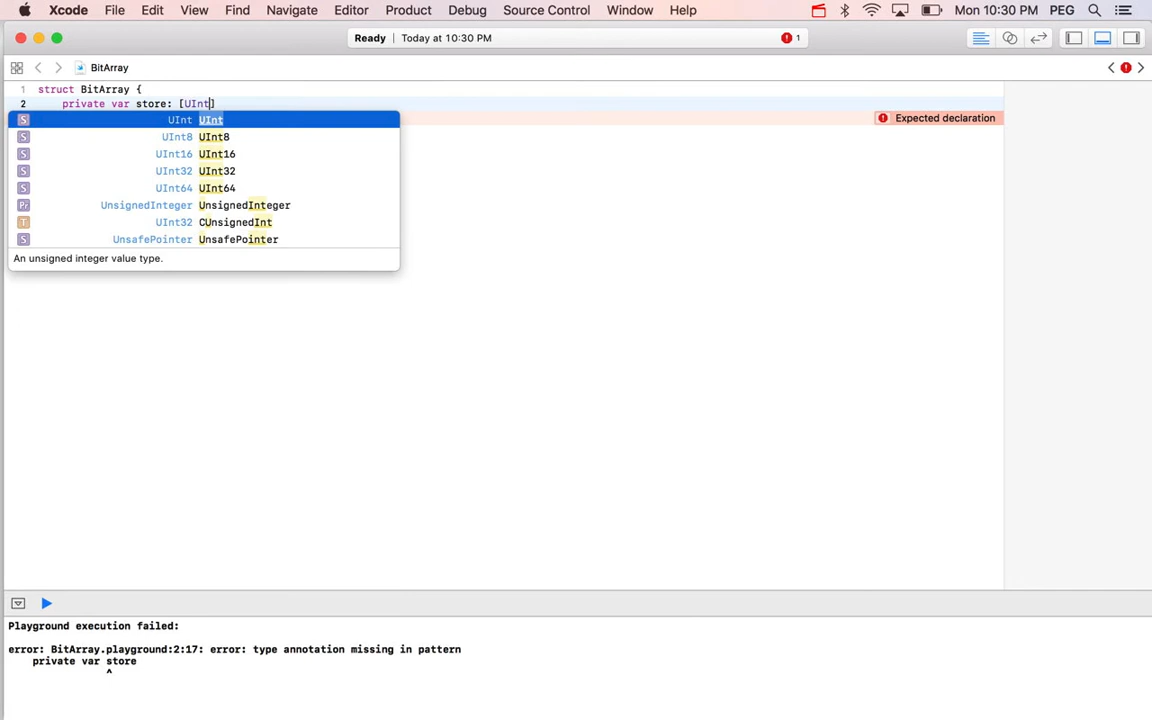 Xcode File Edit View Find Navigate Editor Product Debug Source Control Window Help Mon 10:30 PM PEG
Ready | Today at 10:30 PM 1
BitArray
1 struct BitArray {
2 private var store: [UInt]
Expected declaration
S UInt UInt
S UInt8 UInt8
S UInt16 UInt16
S UInt32 UInt32
S UInt64 UInt64
Pr UnsignedInteger UnsignedInteger
T UInt32 CUnsignedInt
S UnsafePointer UnsafePointer
An unsigned integer value type.
Playground execution failed:
error: BitArray.playground:2:17: error: type annotation missing in pattern
private var store
^